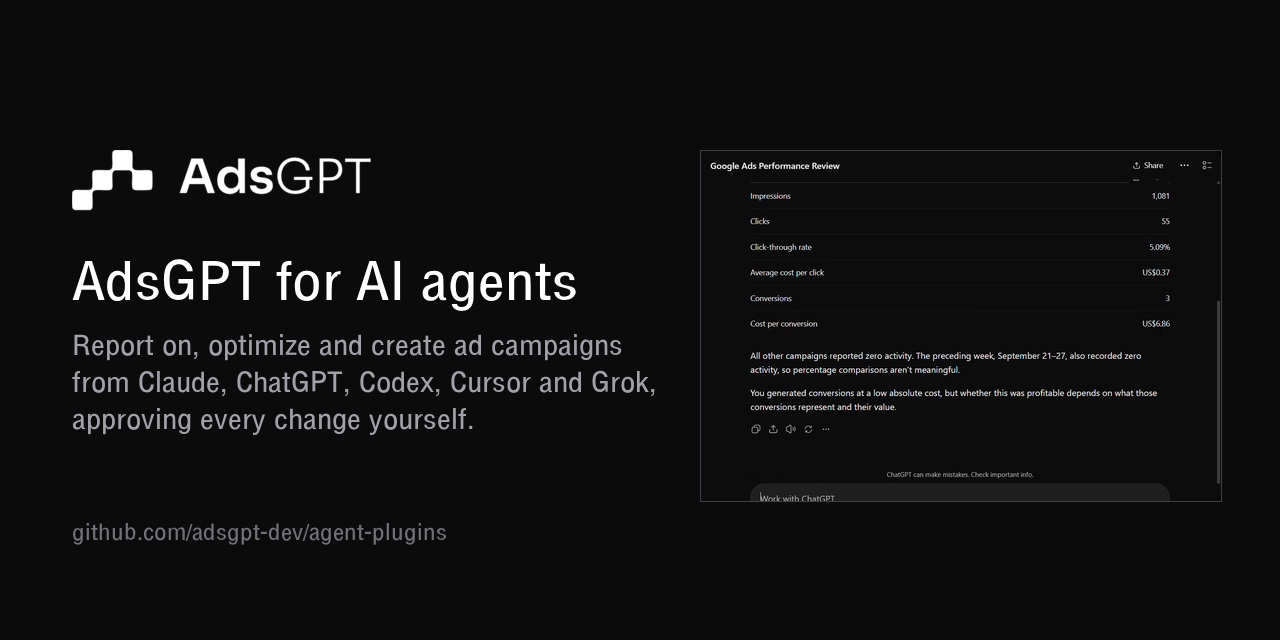 AdsGPT
AdsGPT for AI agents
Report on, optimize and create ad campaigns
from Claude, ChatGPT, Codex, Cursor and Grok,
approving every change yourself.
github.com/adsgpt-dev/agent-plugins
Google Ads Performance Review
Share
Impressions 1,081
Clicks 55
Click-through rate 5.09%
Average cost per click US$0.37
Conversions 3
Cost per conversion US$6.86
All other campaigns reported zero activity. The preceding week, September 21–27, also recorded zero
activity, so percentage comparisons aren’t meaningful.
You generated conversions at a low absolute cost, but whether this was profitable depends on what those
conversions represent and their value.
ChatGPT can make mistakes. Check important info.
Work with ChatGPT